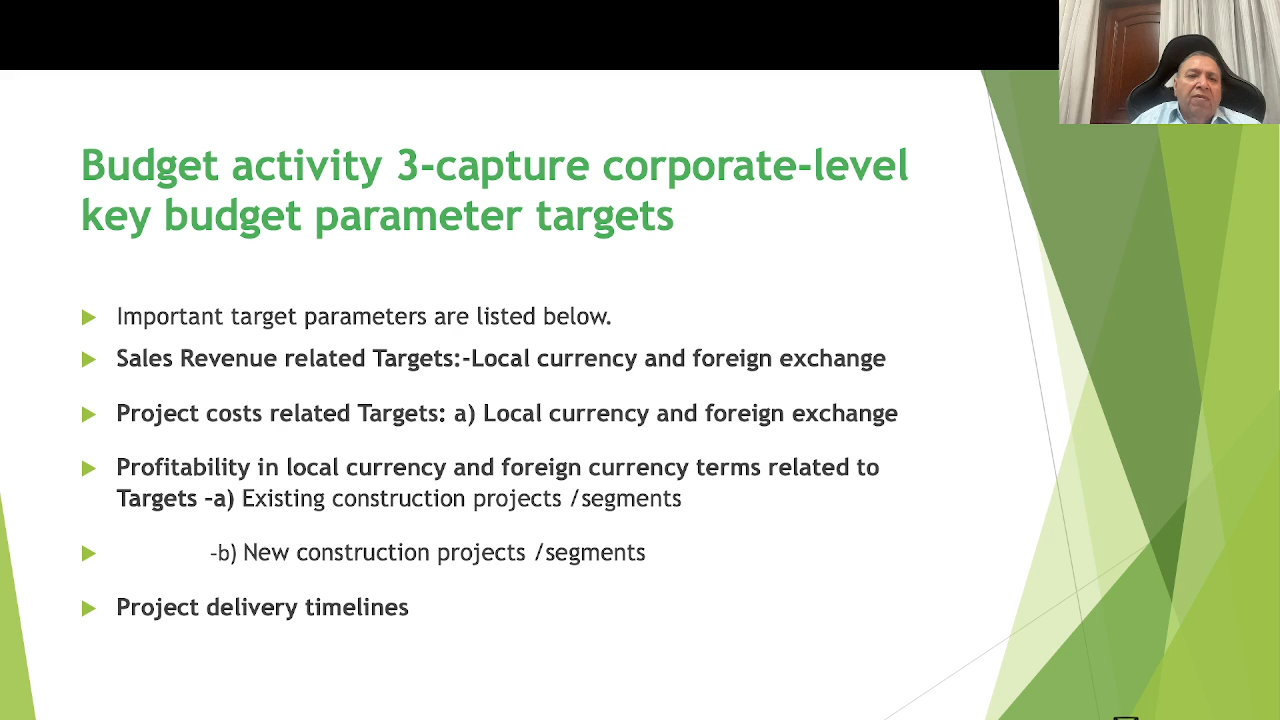 Budget activity 3-capture corporate-level
key budget parameter targets
Important target parameters are listed below.
Sales Revenue related Targets:-Local currency and foreign exchange
Project costs related Targets: a) Local currency and foreign exchange
Profitability in local currency and foreign currency terms related to
Targets -a) Existing construction projects /segments
-b) New construction projects /segments
Project delivery timelines